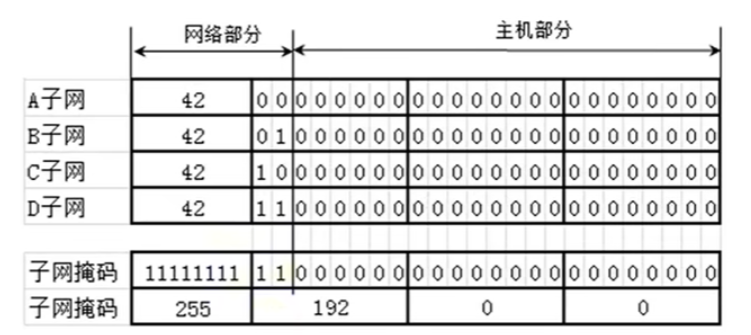 网络部分 主机部分
A子网 42 0 0 0 0 0 0 0 0 0 0 0 0 0 0 0 0 0 0 0 0 0 0 0 0
B子网 42 0 1 0 0 0 0 0 0 0 0 0 0 0 0 0 0 0 0 0 0 0 0 0 0
C子网 42 1 0 0 0 0 0 0 0 0 0 0 0 0 0 0 0 0 0 0 0 0 0 0 0
D子网 42 1 1 0 0 0 0 0 0 0 0 0 0 0 0 0 0 0 0 0 0 0 0 0 0
子网掩码 11111111 1 1 0 0 0 0 0 0 0 0 0 0 0 0 0 0 0 0 0 0 0 0 0 0
子网掩码 255 192 0 0